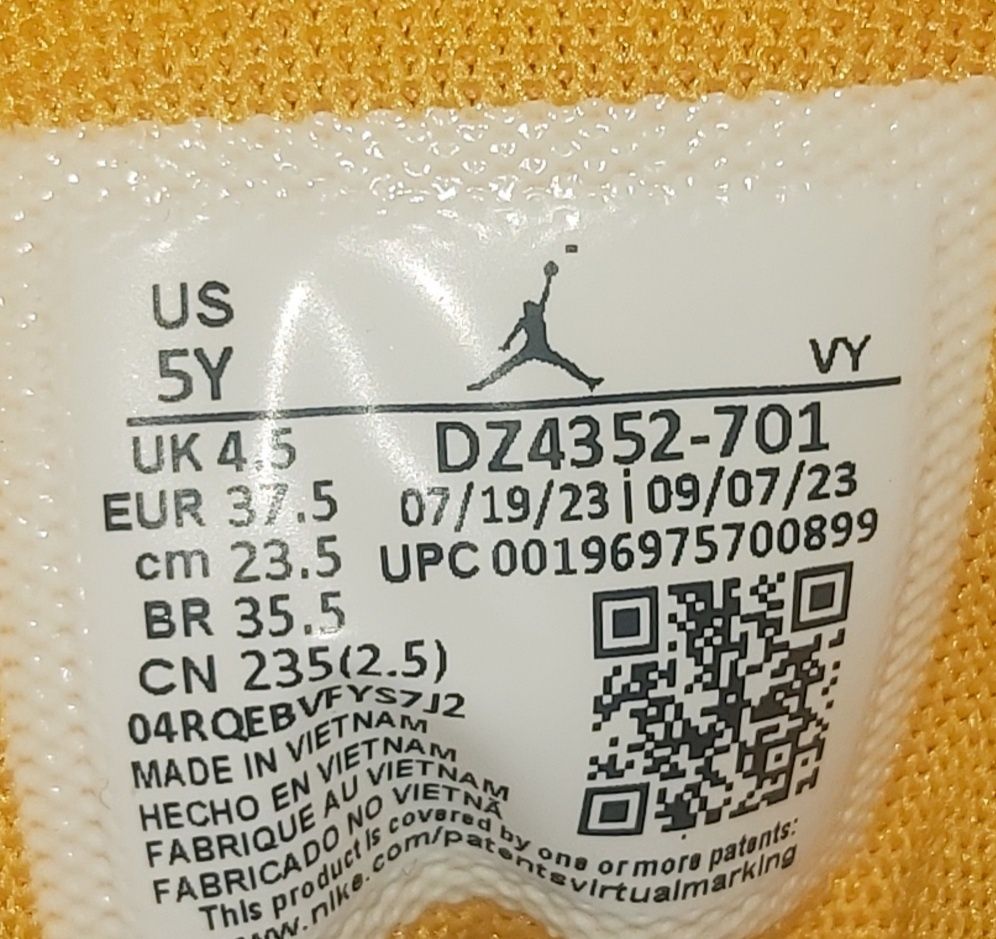 US
5Y
VY
UK 4.5
EUR 37.5
cm 23.5
BR 35.5
CN 235(2.5)
DZ4352-701
07/19/23 | 09/07/23
UPC 00196975700899
04RQEBVFYS7J2
MADE IN VIETNAM
HECHO EN VIETNAM
FABRIQUE AU VIETNAM
FABRICADO NO VIETNÃ
This product is covered by one or more patents:
www.nike.com/patentsvirtualmarking